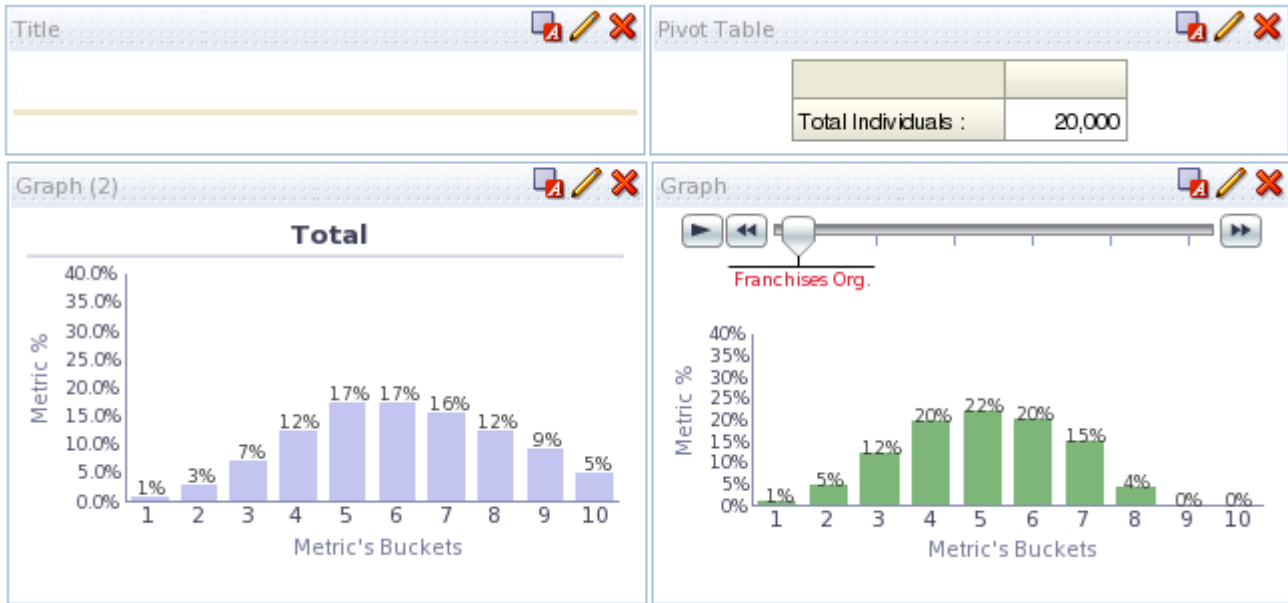 Title
Pivot Table
Total Individuals : 20,000
Graph (2)
Total
40.0%
35.0%
30.0%
25.0%
20.0%
15.0%
10.0%
5.0%
0.0%
Metric %
1% 3% 7% 12% 17% 17% 16% 12% 9% 5%
1 2 3 4 5 6 7 8 9 10
Metric's Buckets
Graph
Franchises Org.
40%
35%
30%
25%
20%
15%
10%
5%
0%
Metric %
1% 5% 12% 20% 22% 20% 15% 4% 0% 0%
1 2 3 4 5 6 7 8 9 10
Metric's Buckets